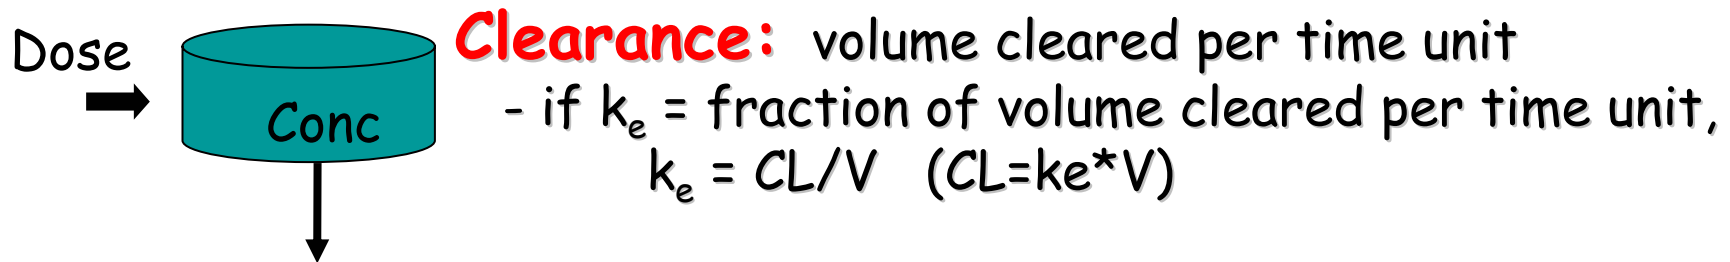 Dose
Conc
Clearance: volume cleared per time unit
- if ke = fraction of volume cleared per time unit,
ke = CL/V (CL=ke*V)